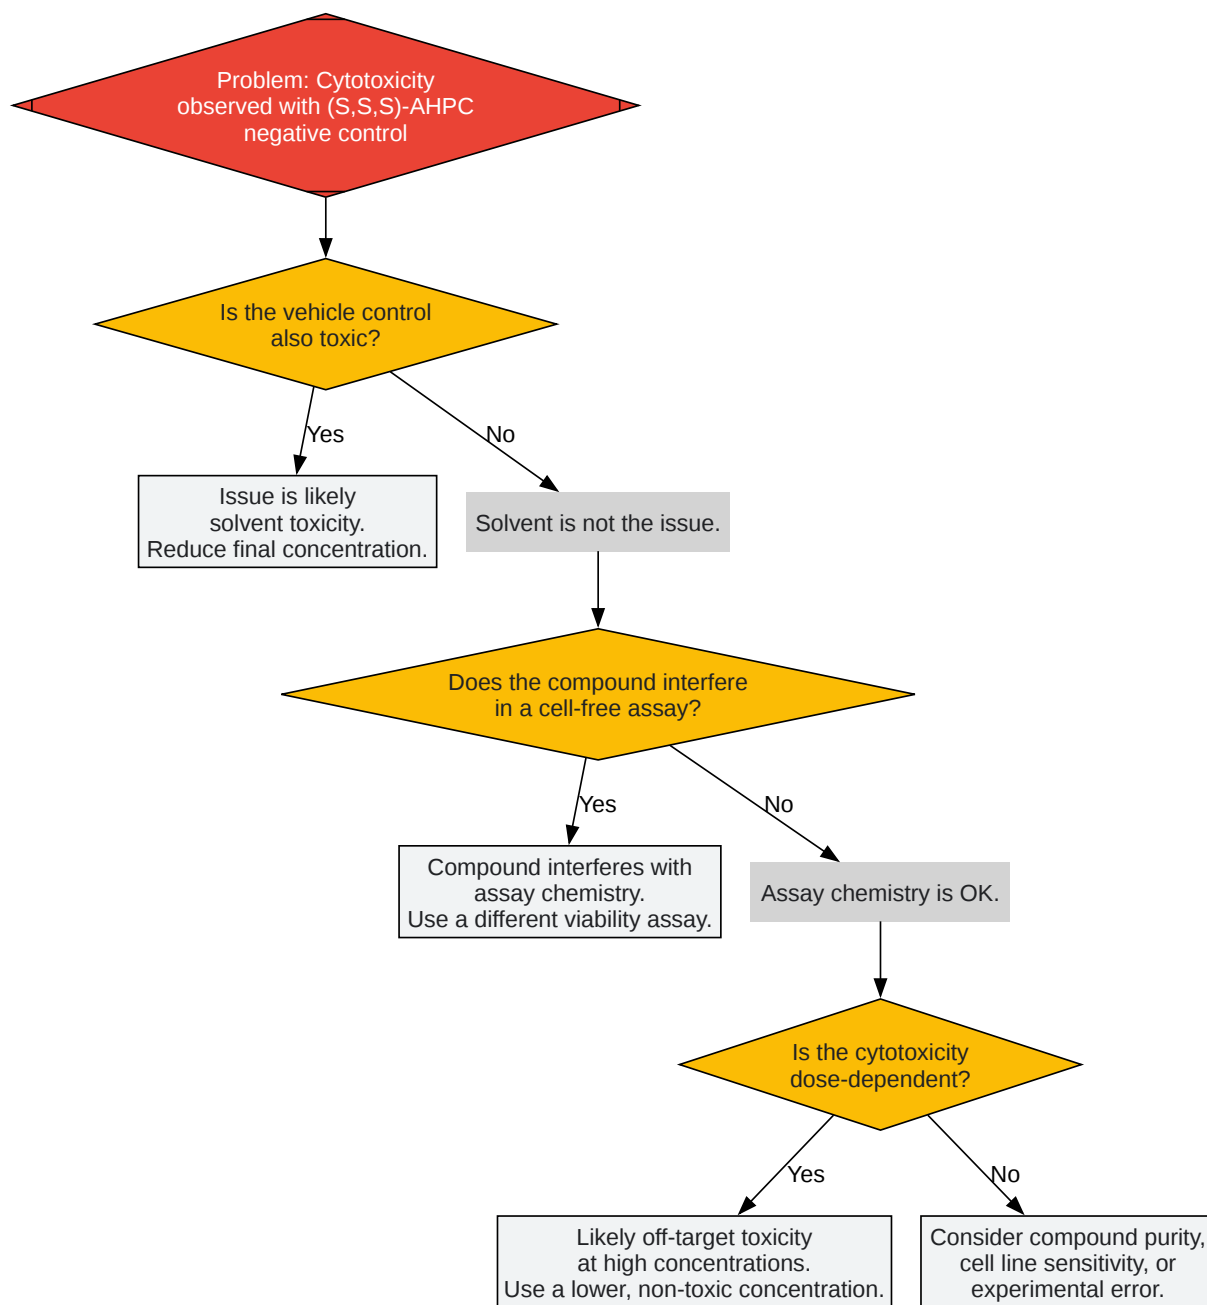 Problem: Cytotoxicity
observed with (S,S,S)-AHPC
negative control
Is the vehicle control
also toxic?
Yes
No
Issue is likely
solvent toxicity.
Reduce final concentration.
Solvent is not the issue.
Does the compound interfere
in a cell-free assay?
Yes
No
Compound interferes with
assay chemistry.
Use a different viability assay.
Assay chemistry is OK.
Is the cytotoxicity
dose-dependent?
Yes
No
Likely off-target toxicity
at high concentrations.
Use a lower, non-toxic concentration.
Consider compound purity,
cell line sensitivity, or
experimental error.